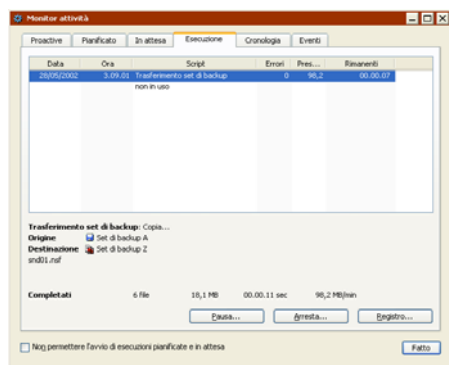 Monitor attività
Proactive Pianificato In attesa Esecuzione Cronologia Eventi
Data Ora Script Errori Pres... Rimanenti
28/05/2002 3.09.01 Trasferimento set di backup 0 98,2 00.00.07
non in uso
Trasferimento set di backup: Copia...
Origine Set di backup A
Destinazione Set di backup Z
snd01.nsf
Completati 6 file 18,1 MB 00.00.11 sec 98,2 MB/min
Pausa... Arresta... Registro...
Non permettere l'avvio di esecuzioni pianificate e in attesa Fatto